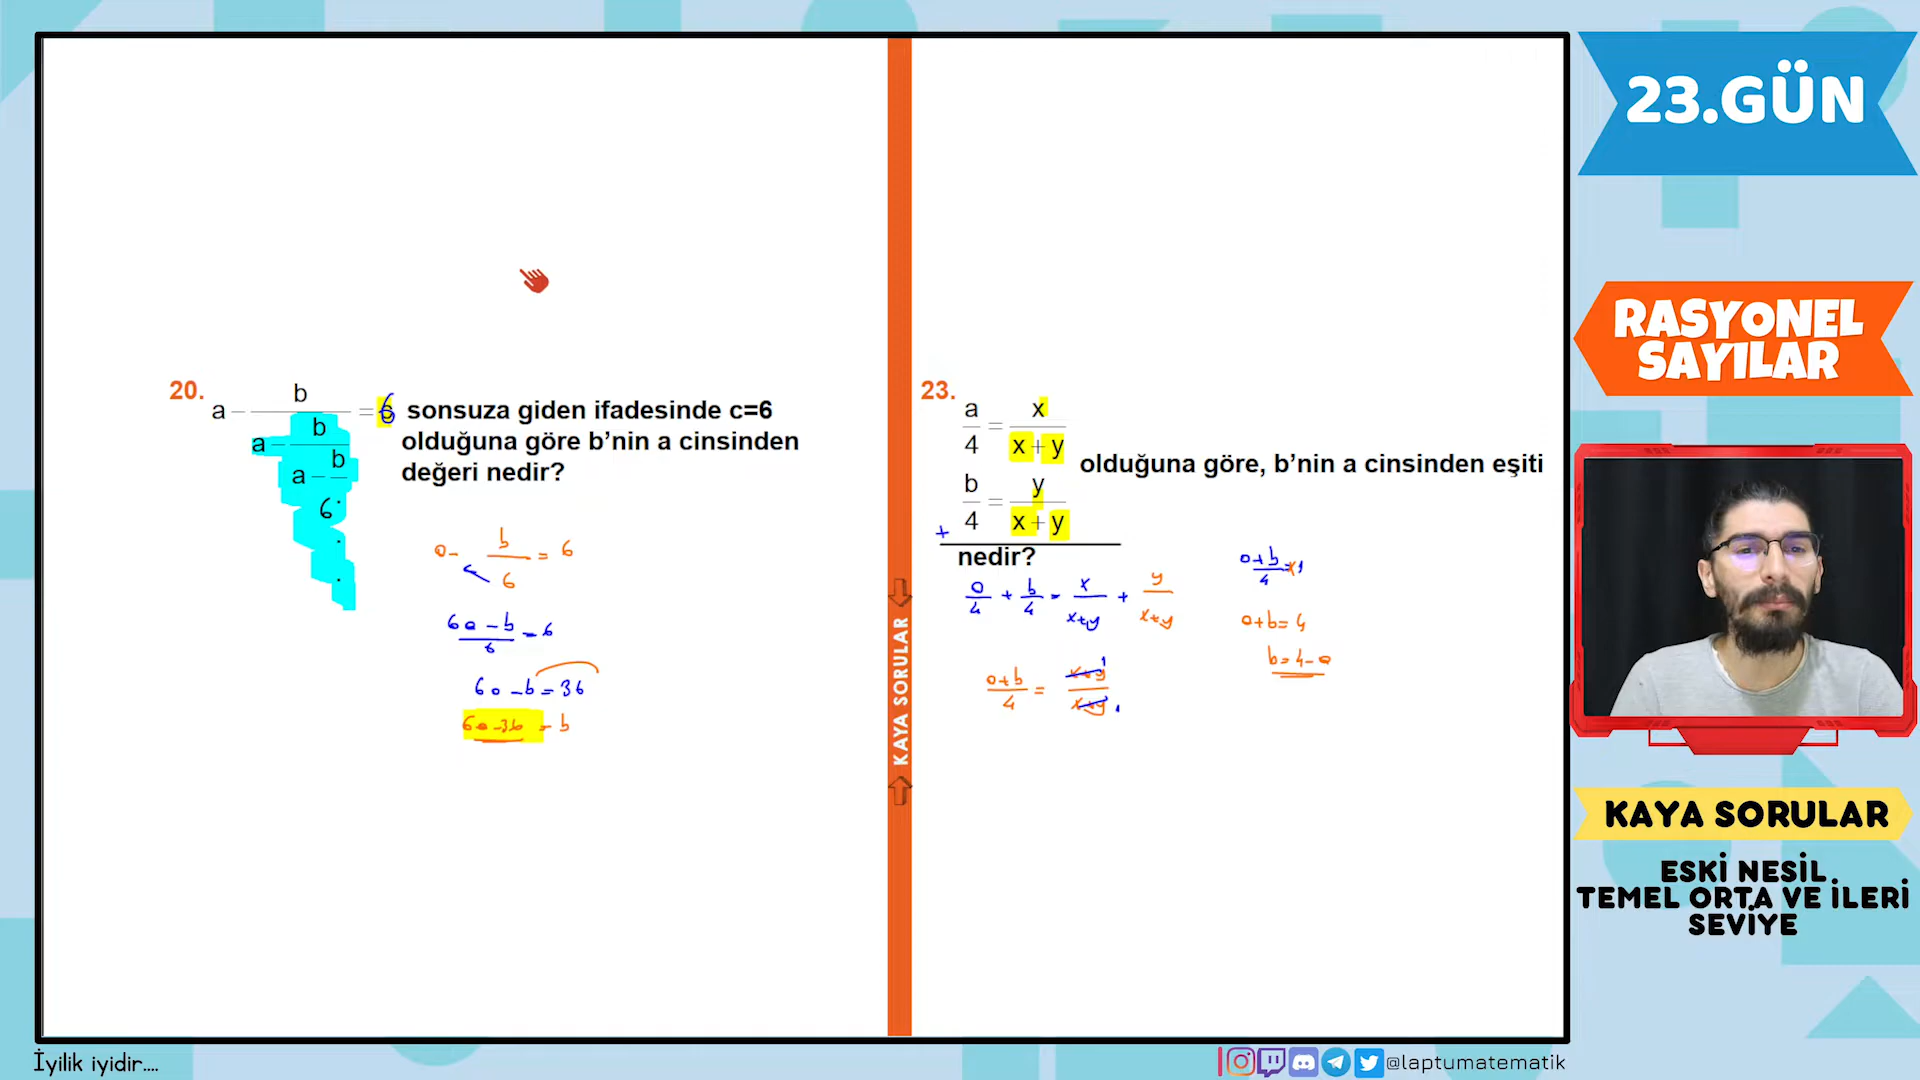 23.GÜN
RASYONEL
SAYILAR
KAYA SORULAR
ESKİ NESİL
TEMEL ORTA VE İLERİ
SEVİYE
20.
a - b / a - b / a - b / 6 . . . = 6 sonsuza giden ifadesinde c=6
olduğuna göre b'nin a cinsinden
değeri nedir?
a - b/6 = 6
6a - b / 6 = 6
6a - b = 36
6a - 36 = b
KAYA SORULAR
23.
a/4 = x/x + y
olduğuna göre, b'nin a cinsinden eşiti
b/4 = y/x + y
+
nedir?
a/4 + b/4 = x/x+y + y/x+y
a+b/4 = x+y/x+y
a+b/4 = 1
a+b = 4
b = 4 - a
İyilik iyidir....
@laptumatematik